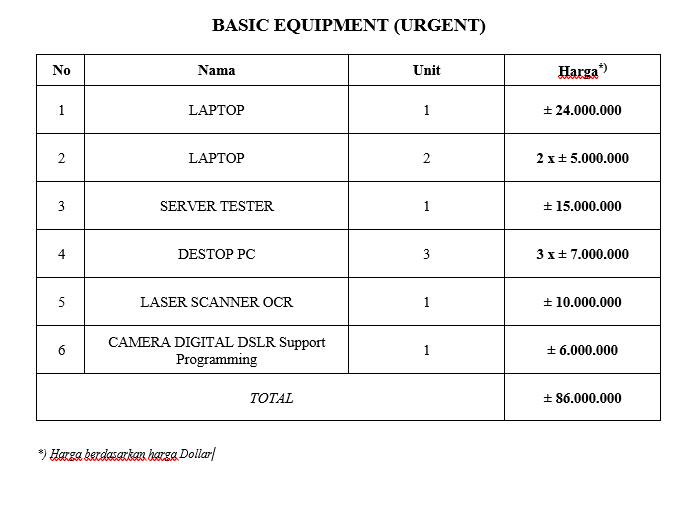 BASIC EQUIPMENT (URGENT)
No Nama Unit Harga*)
1 LAPTOP 1 ± 24.000.000
2 LAPTOP 2 2 x ± 5.000.000
3 SERVER TESTER 1 ± 15.000.000
4 DESTOP PC 3 3 x ± 7.000.000
5 LASER SCANNER OCR 1 ± 10.000.000
6 CAMERA DIGITAL DSLR Support
Programming 1 ± 6.000.000
TOTAL ± 86.000.000
*) Harga berdasarkan harga Dollar